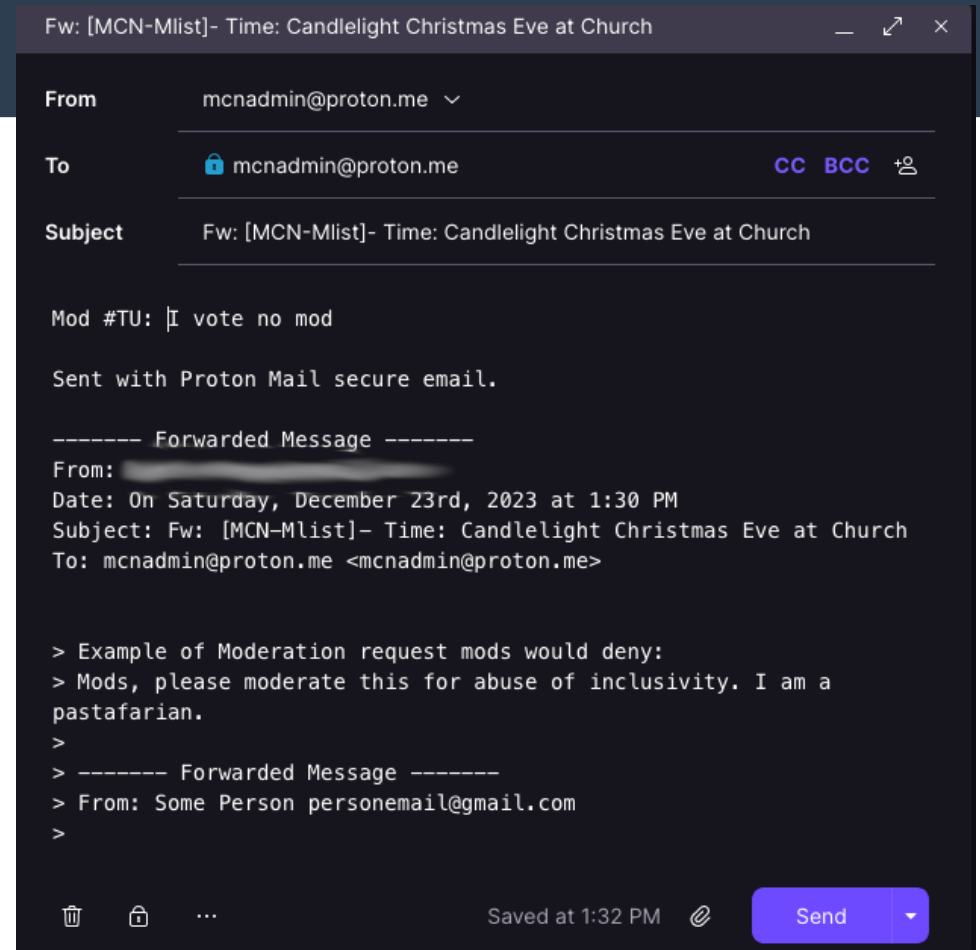 Fw: [MCN-Mlist]- Time: Candlelight Christmas Eve at Church
From mcnadmin@proton.me
To mcnadmin@proton.me CC BCC
Subject Fw: [MCN-Mlist]- Time: Candlelight Christmas Eve at Church
Mod #TU: I vote no mod
Sent with Proton Mail secure email.
------- Forwarded Message -------
From:
Date: On Saturday, December 23rd, 2023 at 1:30 PM
Subject: Fw: [MCN-Mlist]- Time: Candlelight Christmas Eve at Church
To: mcnadmin@proton.me <mcnadmin@proton.me>
> Example of Moderation request mods would deny:
> Mods, please moderate this for abuse of inclusivity. I am a
pastafarian.
>
> ------- Forwarded Message -------
> From: Some Person personemail@gmail.com
>
Saved at 1:32 PM Send